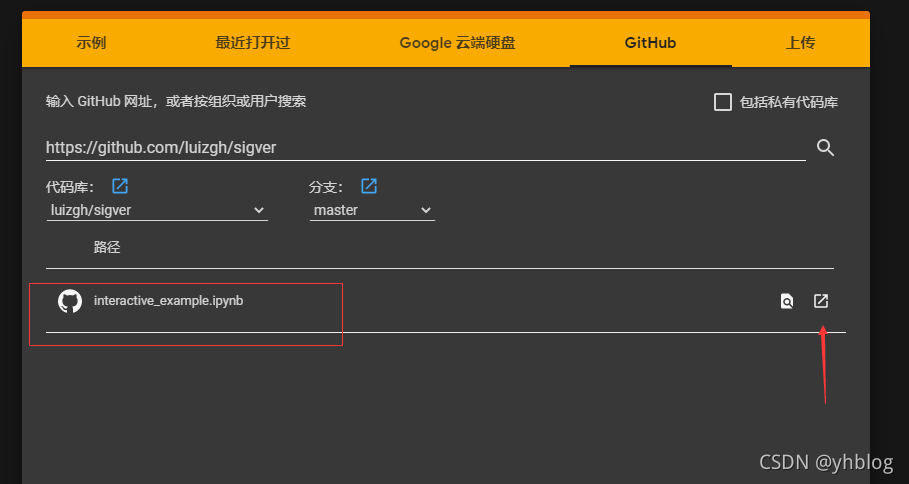 示例 最近打开过 Google 云端硬盘 GitHub 上传
输入 GitHub 网址，或者按组织或用户搜索 包括私有代码库
https://github.com/luizgh/sigver
代码库： 分支：
luizgh/sigver master
路径
interactive_example.ipynb
CSDN @yhblog